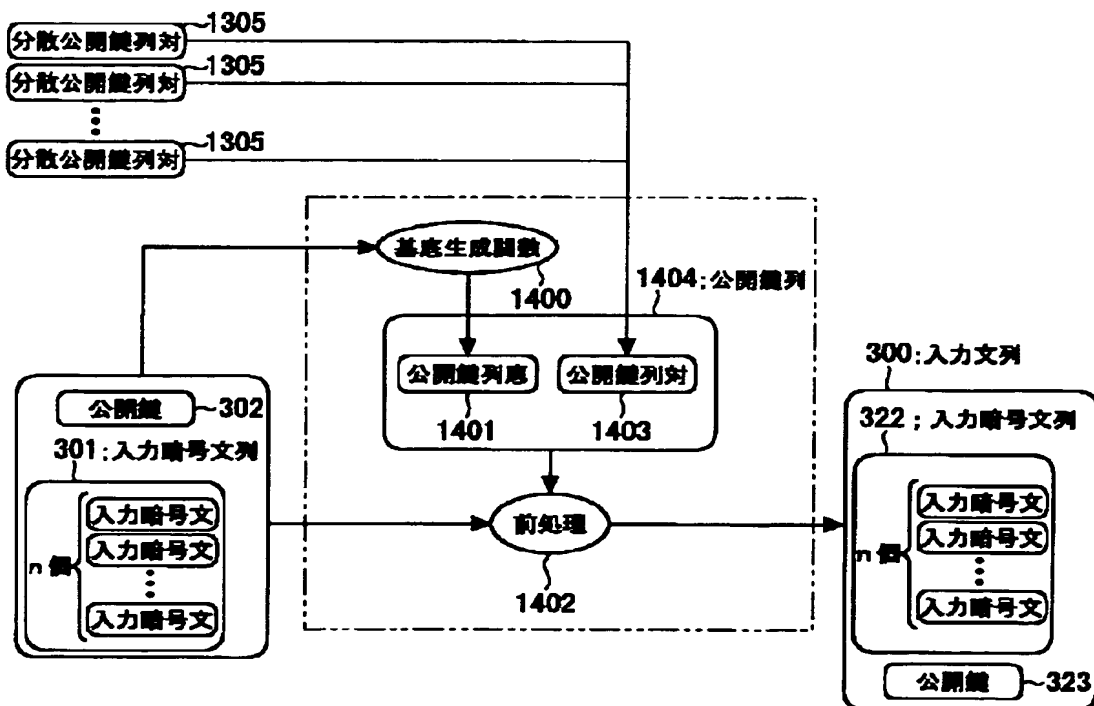 1305
分散公開鍵列対
1305
分散公開鍵列対
1305
分散公開鍵列対
基底生成関数
1400
1404;公開鍵列
公開鍵列底
公開鍵列対
1401
1403
公開鍵
302
301;入力暗号文列
n個
入力暗号文
入力暗号文
入力暗号文
前処理
1402
300;入力文列
322;入力暗号文列
n個
入力暗号文
入力暗号文
入力暗号文
公開鍵
323